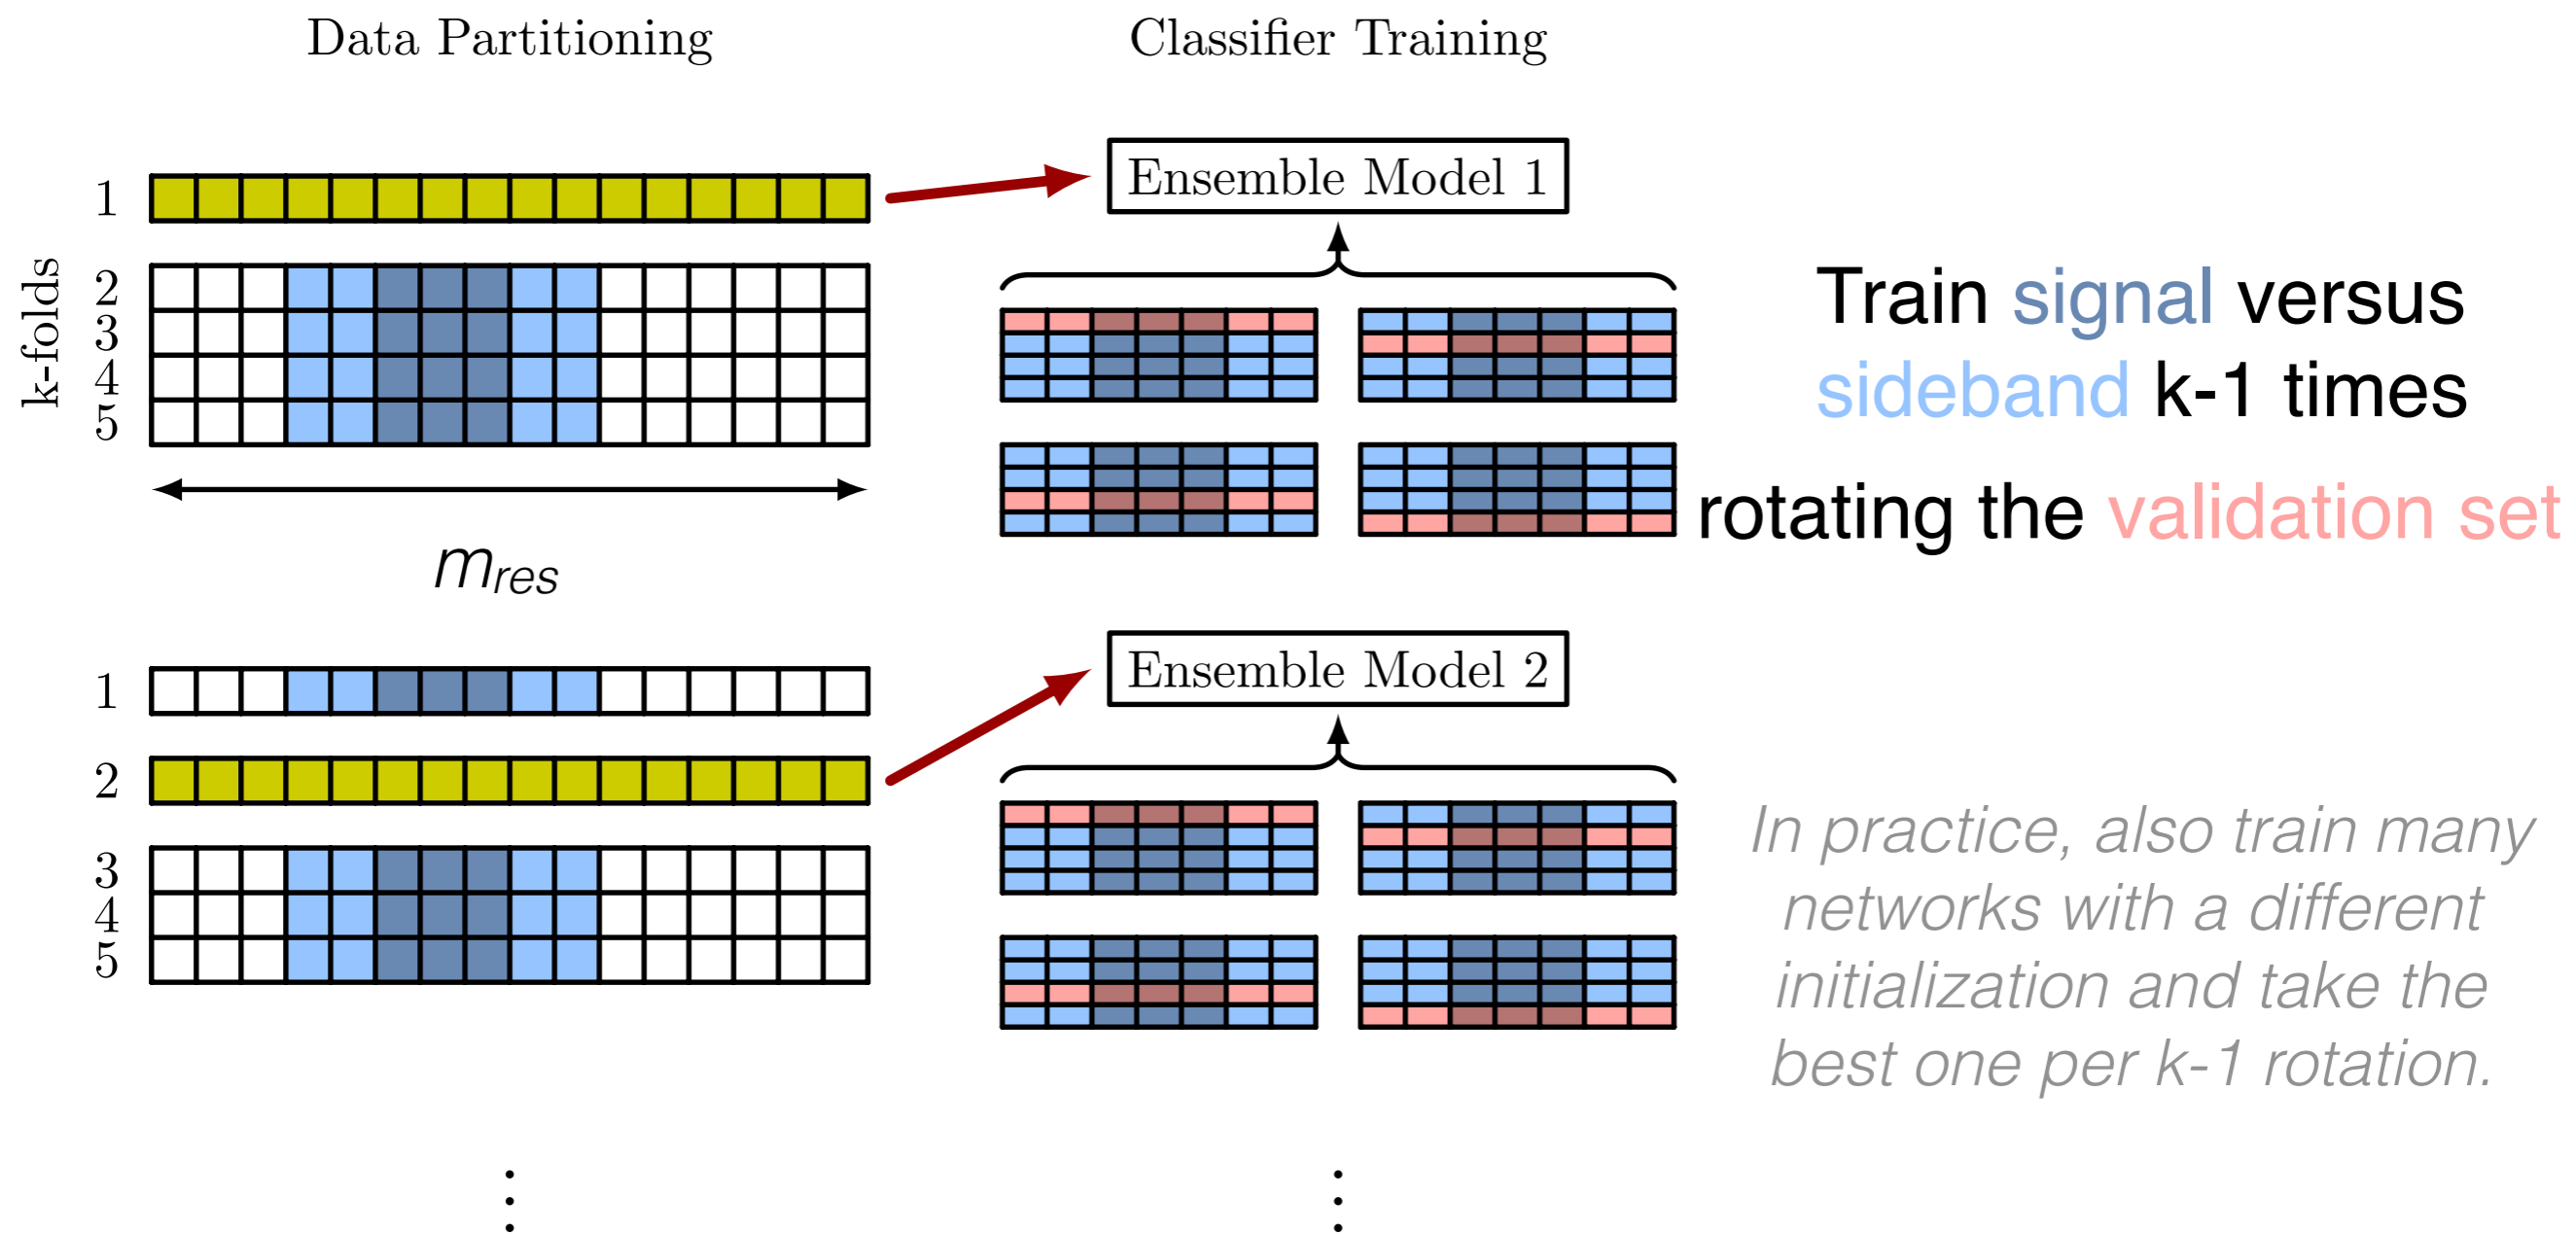 Data Partitioning
Classifier Training
k-folds
1
2
3
4
5
m_res
Ensemble Model 1
Train signal versus
sideband k-1 times
rotating the validation set
1
2
3
4
5
Ensemble Model 2
In practice, also train many
networks with a different
initialization and take the
best one per k-1 rotation.